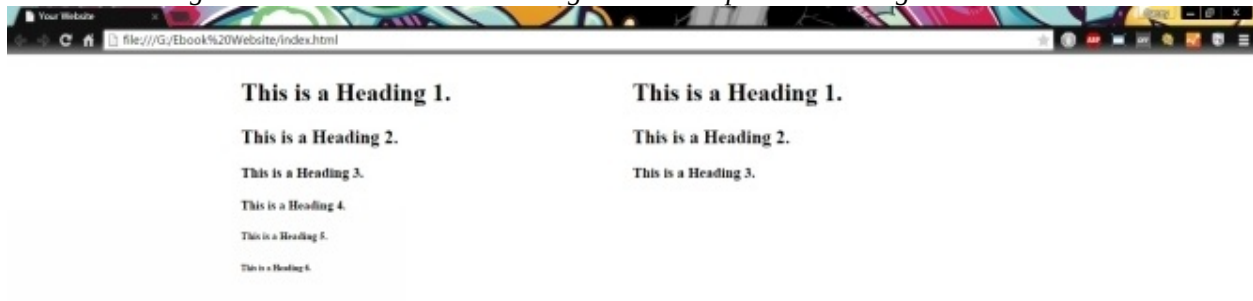 Your Website
file:///G:/Ebook%20Website/index.html
This is a Heading 1.
This is a Heading 2.
This is a Heading 3.
This is a Heading 4.
This is a Heading 5.
This is a Heading 6.
This is a Heading 1.
This is a Heading 2.
This is a Heading 3.